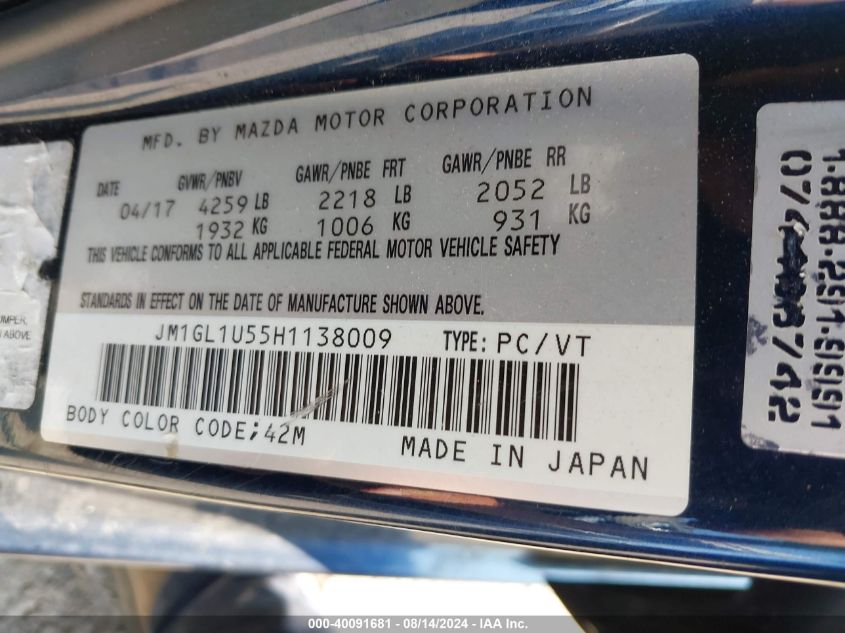 MFD. BY MAZDA MOTOR CORPORATION
DATE GVWR/PNBV GAWR/PNBE FRT GAWR/PNBE RR
04/17 4259 LB 2218 LB 2052 LB
1932 KG 1006 KG 931 KG
THIS VEHICLE CONFORMS TO ALL APPLICABLE FEDERAL MOTOR VEHICLE SAFETY
STANDARDS IN EFFECT ON THE DATE OF MANUFACTURE SHOWN ABOVE.
JM1GL1U55H1138009 TYPE: PC/VT
BODY COLOR CODE;42M
MADE IN JAPAN
UMPER,
ABOVE
000-40091681 / 08/14/2024 - IAA Inc.